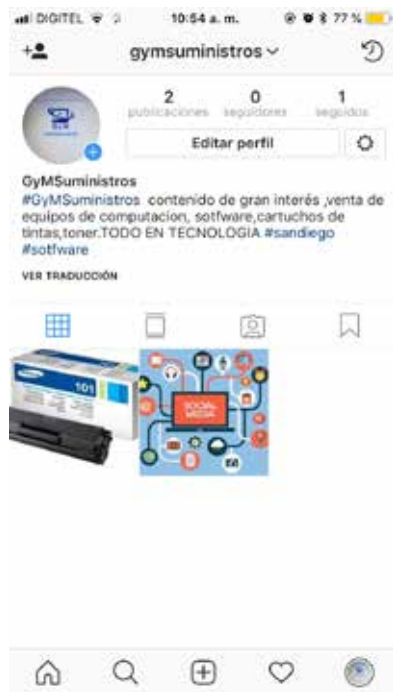 DIGITEL 10:54 a. m. 77 %
gymsuministros
2 0 1
publicaciones seguidores seguidos
Editar perfil
GyMSuministros
#GyMSuministros contenido de gran interés ,venta de
equipos de computacion, sotfware,cartuchos de
tintas,toner.TODO EN TECNOLOGIA #sandiego
#sotfware
VER TRADUCCIÓN
101
SOCIAL
MEDIA